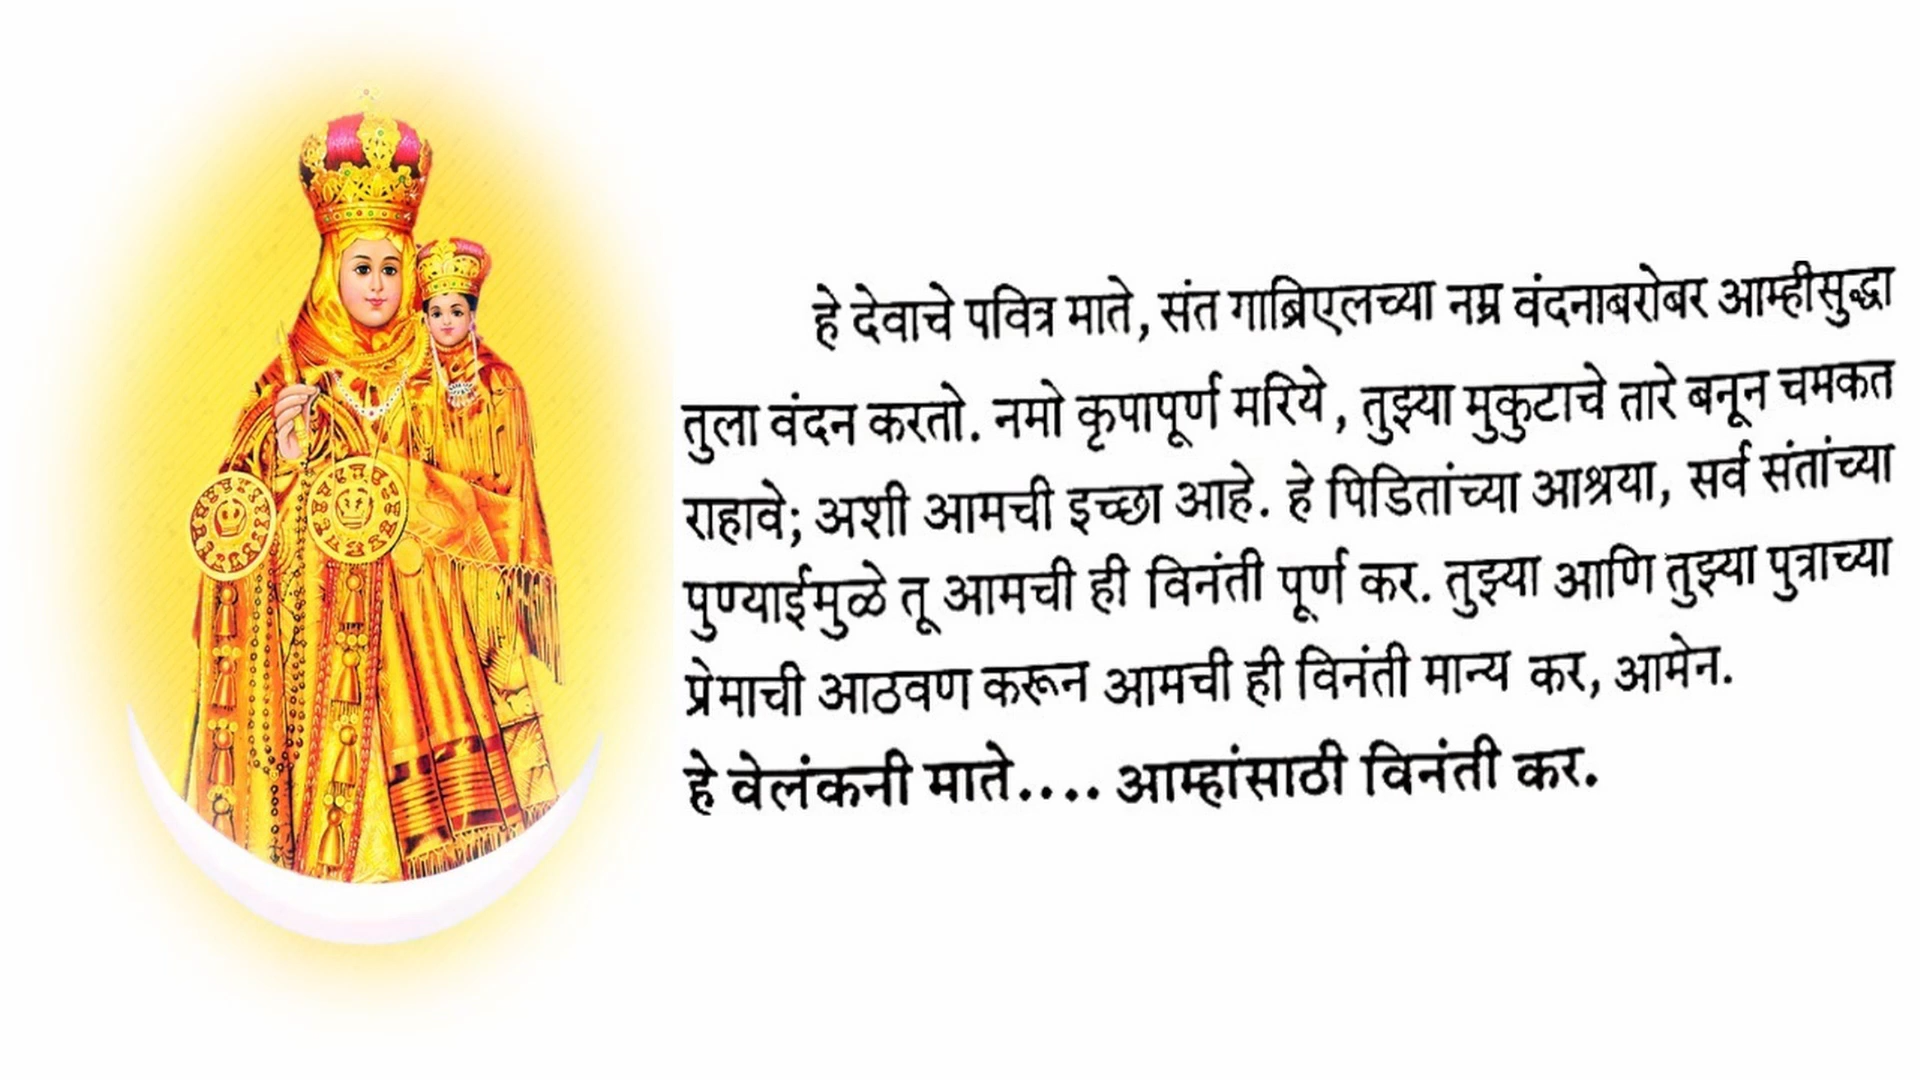 हे देवाचे पवित्र माते, संत गाब्रिएलच्या नम्र वंदनाबरोबर आम्हीसुद्धा
तुला वंदन करतो. नमो कृपापूर्ण मरिये, तुझ्या मुकुटाचे तारे बनून चमकत
राहावे; अशी आमची इच्छा आहे. हे पिडितांच्या आश्रया, सर्व संतांच्या
पुण्याईमुळे तू आमची ही विनंती पूर्ण कर. तुझ्या आणि तुझ्या पुत्राच्या
प्रेमाची आठवण करून आमची ही विनंती मान्य कर, आमेन.
हे वेलंकनी माते.... आम्हांसाठी विनंती कर.